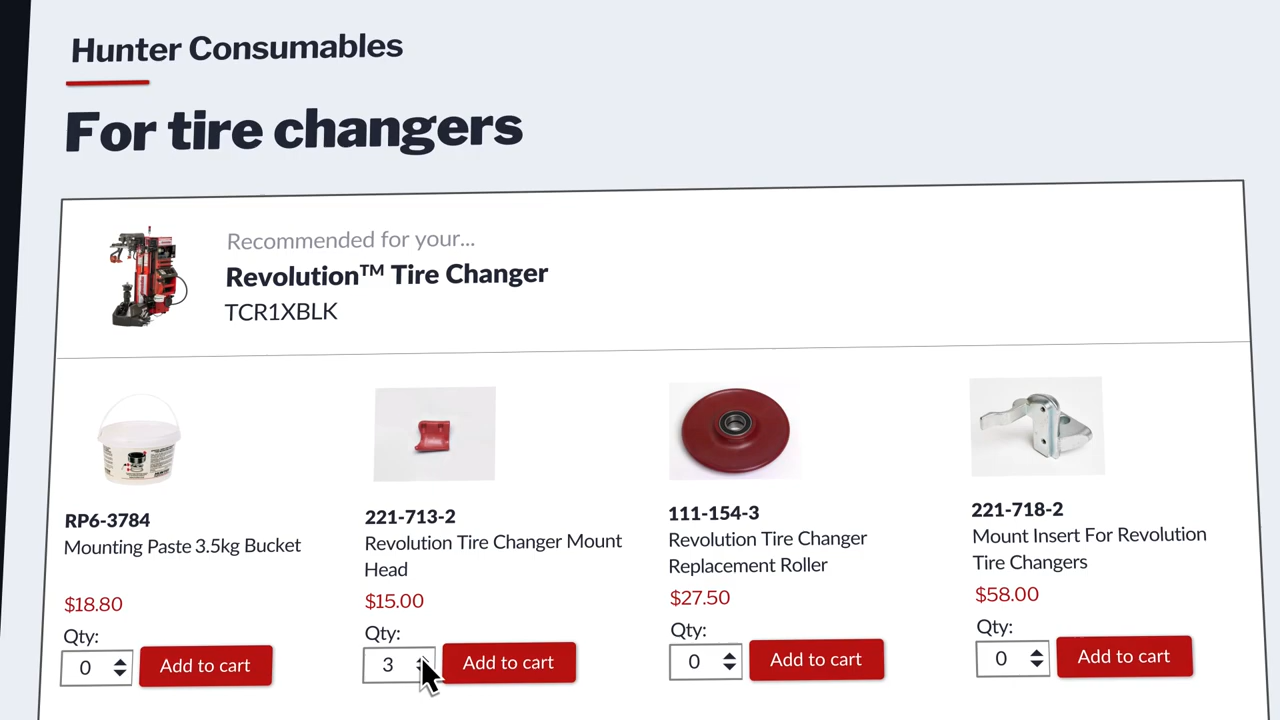 Hunter Consumables
For tire changers
Recommended for your...
Revolution™ Tire Changer
TCR1XBLK
RP6-3784
Mounting Paste 3.5kg Bucket
$18.80
Qty:
0
Add to cart
221-713-2
Revolution Tire Changer Mount
Head
$15.00
Qty:
3
Add to cart
111-154-3
Revolution Tire Changer
Replacement Roller
$27.50
Qty:
0
Add to cart
221-718-2
Mount Insert For Revolution
Tire Changers
$58.00
Qty:
0
Add to cart